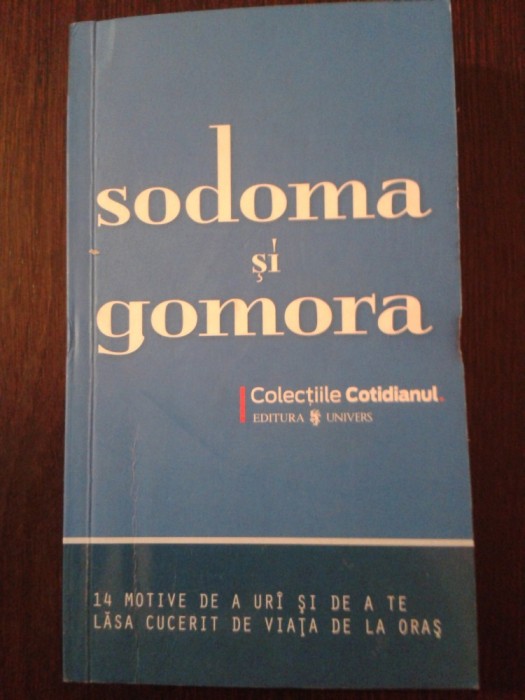 sodoma
şi
gomora
Colecțiile Cotidianul.
EDITURA UNIVERS
14 MOTIVE DE A URÎ ŞI DE A TE
LĂSA CUCERIT DE VIAŢA DE LA ORAŞ